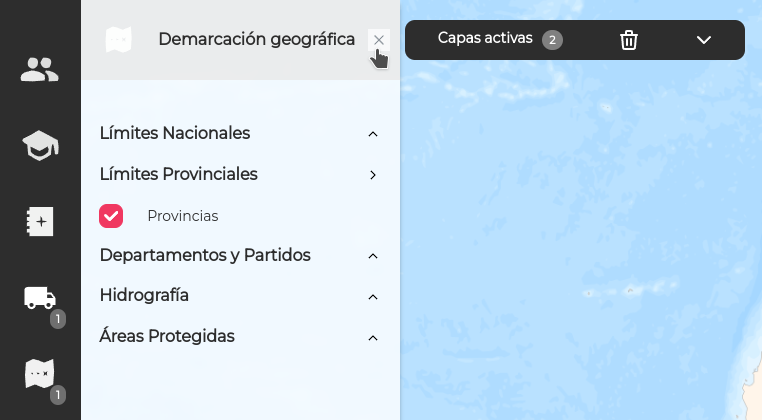 Demarcación geográfica
Capas activas 2
Límites Nacionales
Límites Provinciales
Provincias
Departamentos y Partidos
Hidrografía
Áreas Protegidas
1
1